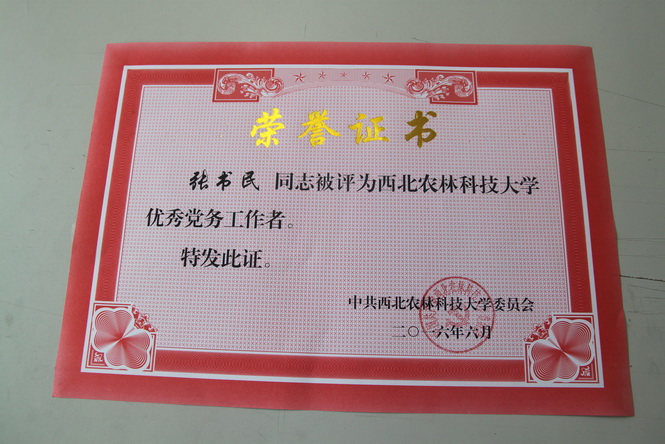 荣誉证书
张书民 同志被评为西北农林科技大学
优秀党务工作者。
特发此证。
中共西北农林科技大学委员会
二〇一六年六月